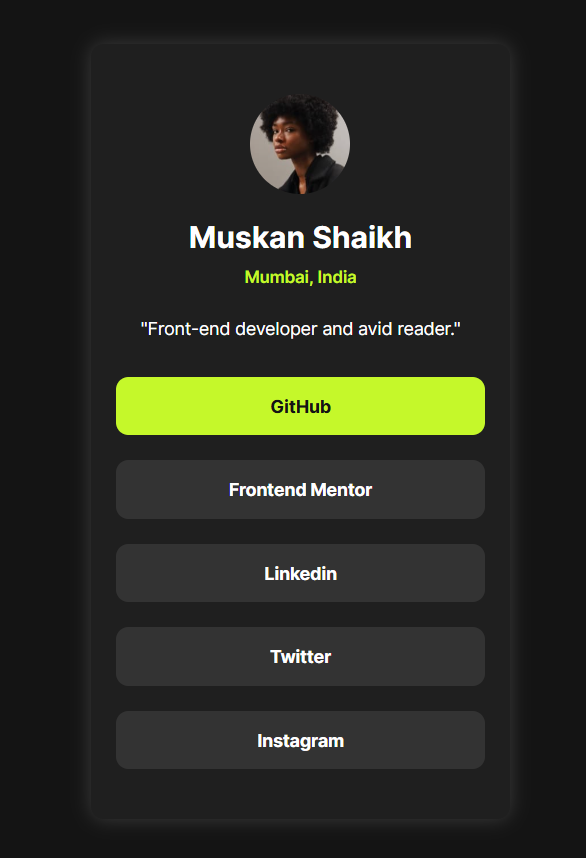 Muskan Shaikh
Mumbai, India
"Front-end developer and avid reader."
GitHub
Frontend Mentor
Linkedin
Twitter
Instagram